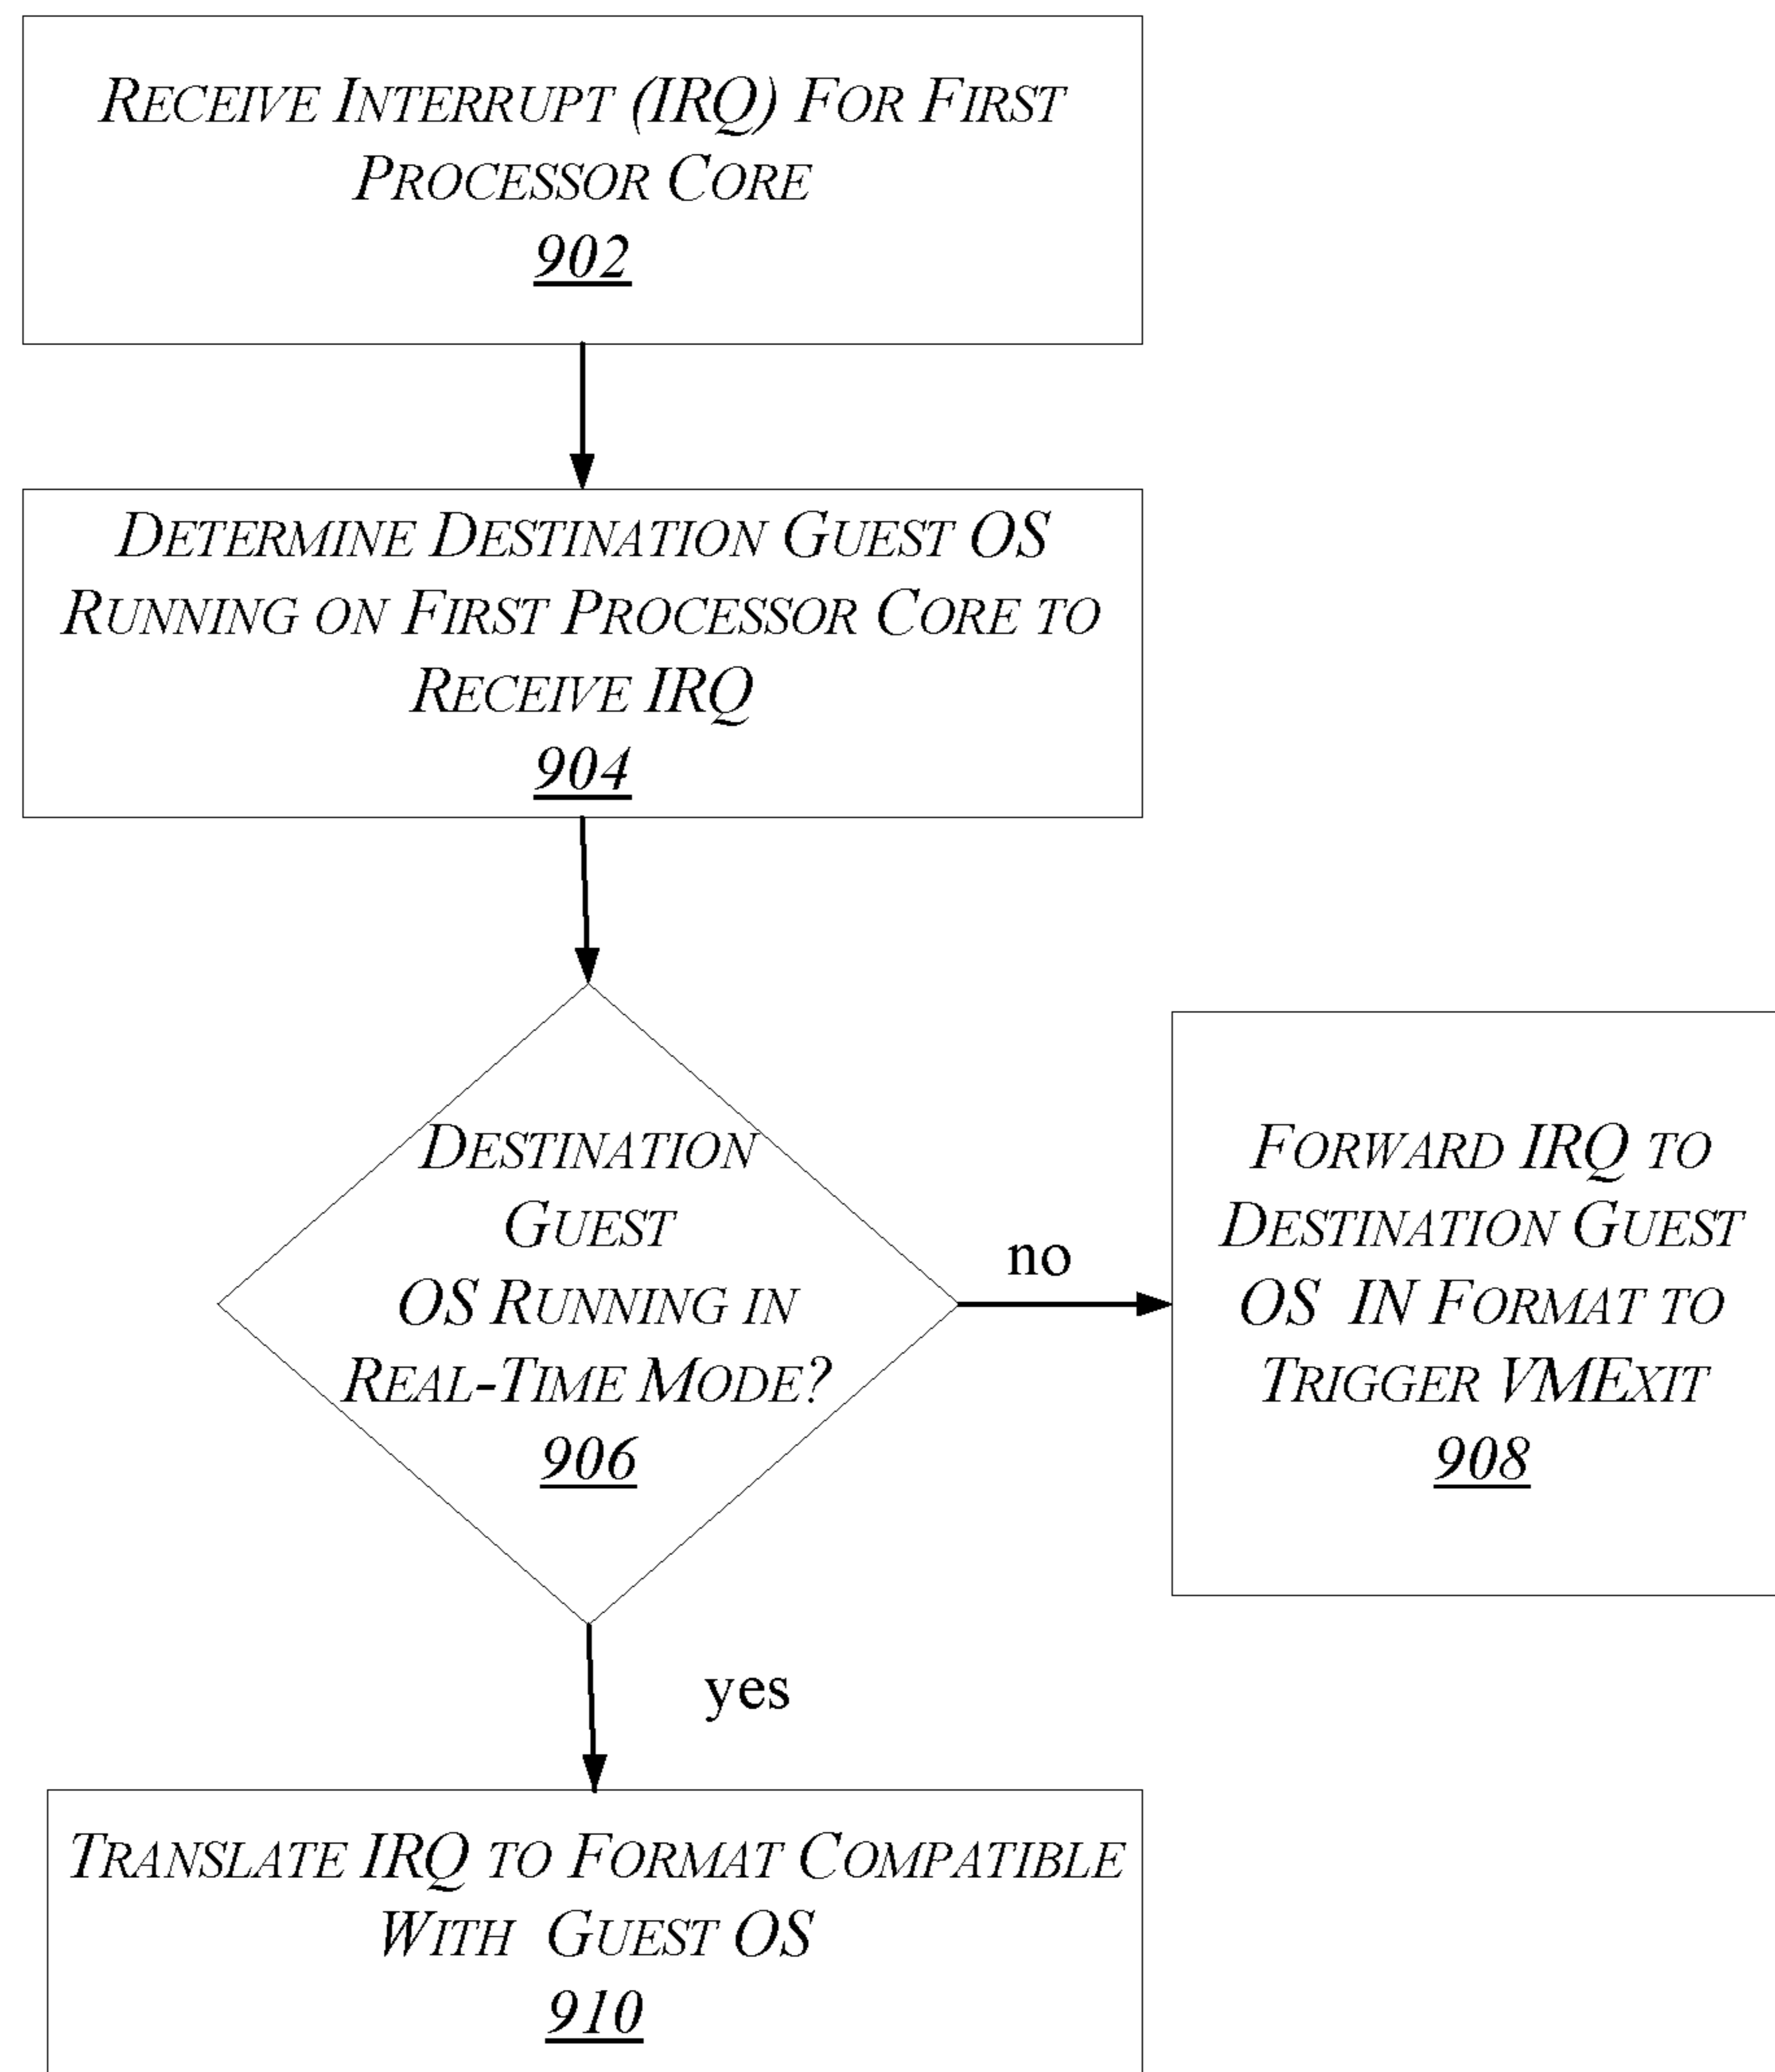 RECEIVE INTERRUPT (IRQ) FOR FIRST
PROCESSOR CORE
902
DETERMINE DESTINATION GUEST OS
RUNNING ON FIRST PROCESSOR CORE TO
RECEIVE IRQ
904
DESTINATION
GUEST
OS RUNNING IN
REAL-TIME MODE?
906
no
FORWARD IRQ TO
DESTINATION GUEST
OS IN FORMAT TO
TRIGGER VMEXIT
908
yes
TRANSLATE IRQ TO FORMAT COMPATIBLE
WITH GUEST OS
910